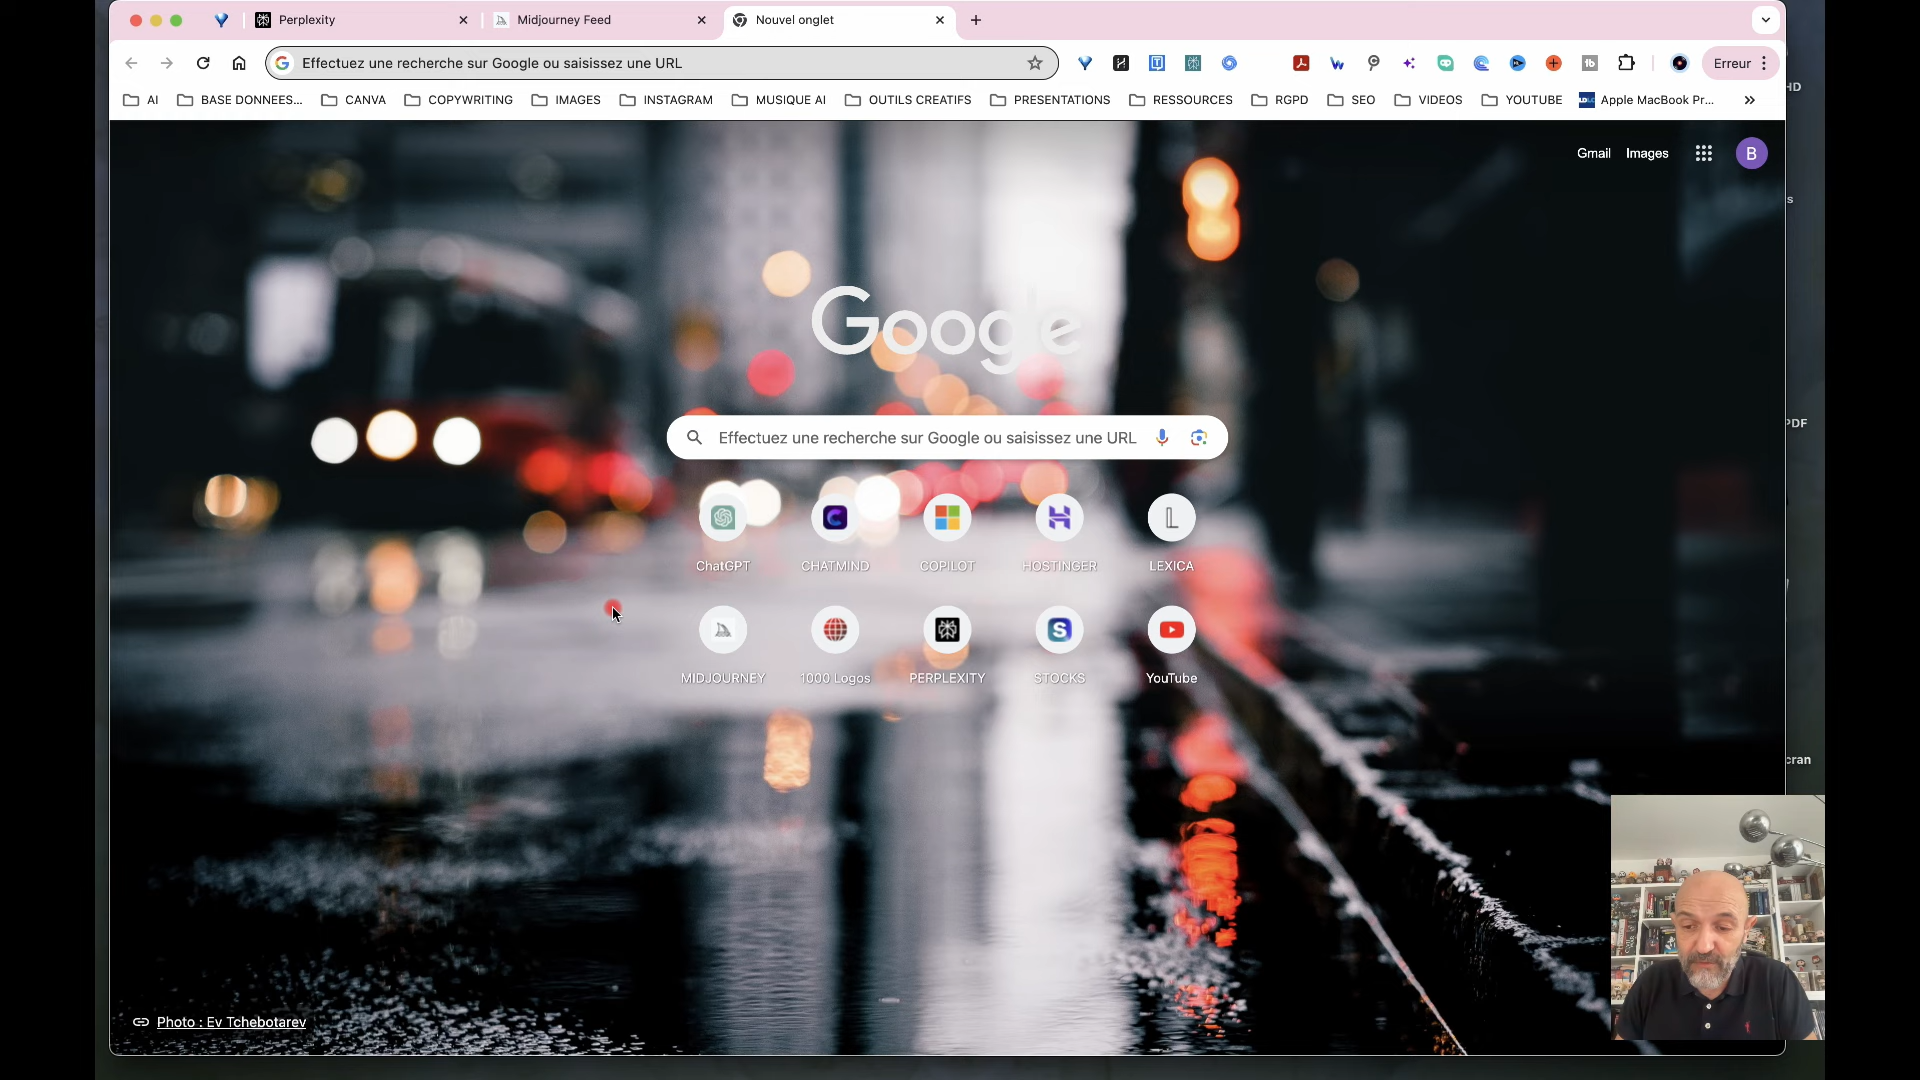 Perplexity
Midjourney Feed
Nouvel onglet
Effectuez une recherche sur Google ou saisissez une URL
Erreur
AI
BASE DONNEES...
CANVA
COPYWRITING
IMAGES
INSTAGRAM
MUSIQUE AI
OUTILS CREATIFS
PRESENTATIONS
RESSOURCES
RGPD
SEO
VIDEOS
YOUTUBE
Apple MacBook Pr...
HD
Gmail
Images
B
s
Google
PDF
Effectuez une recherche sur Google ou saisissez une URL
ChatGPT
CHATMIND
COPILOT
HOSTINGER
LEXICA
MIDJOURNEY
1000 Logos
PERPLEXITY
STOCKS
YouTube
cran
Photo : Ev Tchebotarev